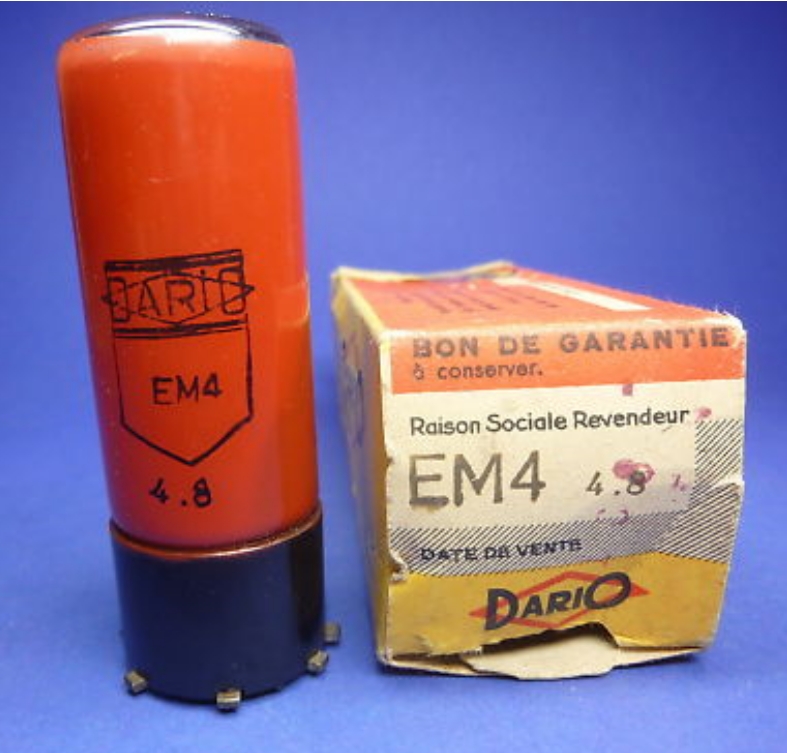 DARIO
EM4
4.8
BON DE GARANTIE
à conserver.
Raison Sociale Revendeur
EM4 4.8
DATE DE VENTE
DARIO